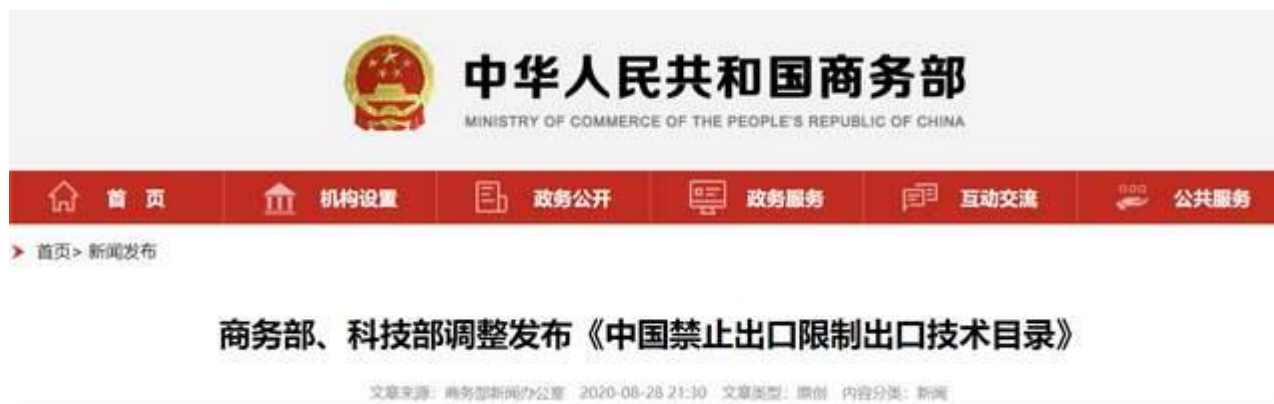 中华人民共和国商务部
MINISTRY OF COMMERCE OF THE PEOPLE'S REPUBLIC OF CHINA
首 页 机构设置 政务公开 政务服务 互动交流 公共服务
首页> 新闻发布
商务部、科技部调整发布《中国禁止出口限制出口技术目录》
文章来源：商务部新闻办公室 2020-08-28 21:30 文章类型：原创 内容分类：新闻